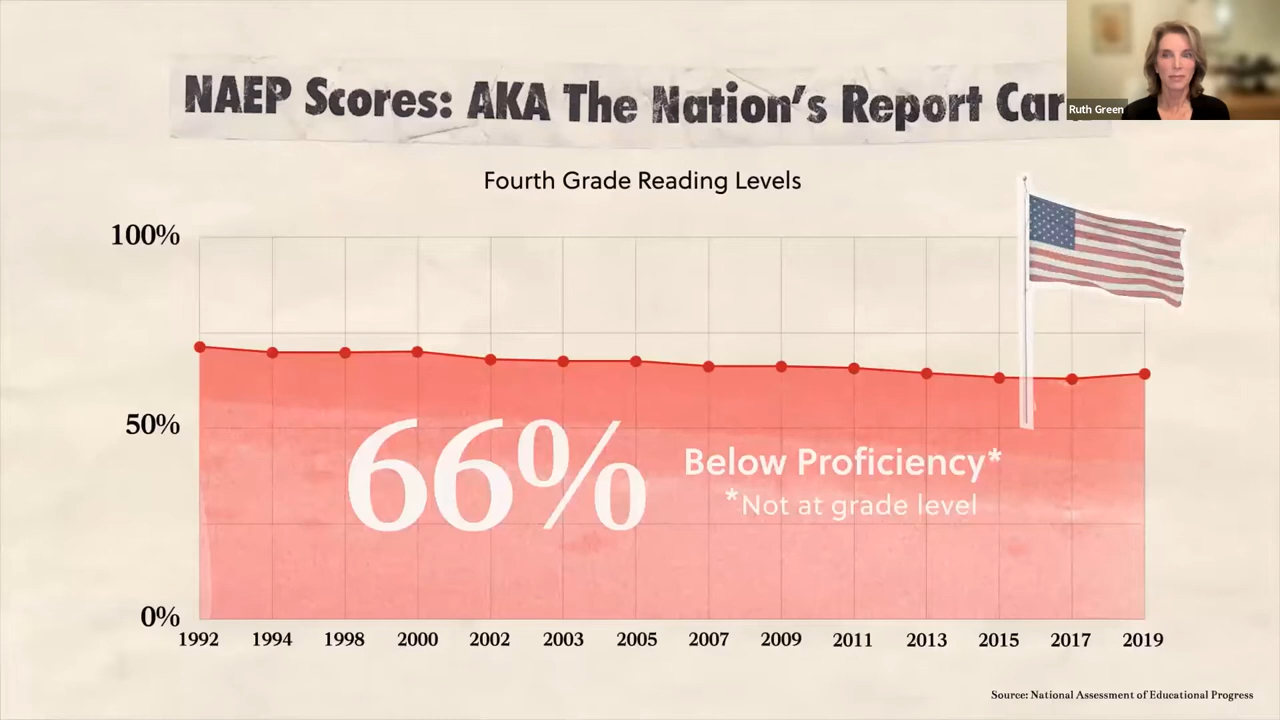 NAEP Scores: AKA The Nation's Report Car
Ruth Green
Fourth Grade Reading Levels
100%
50%
0%
66%
Below Proficiency*
*Not at grade level
1992 1994 1998 2000 2002 2003 2005 2007 2009 2011 2013 2015 2017 2019
Source: National Assessment of Educational Progress